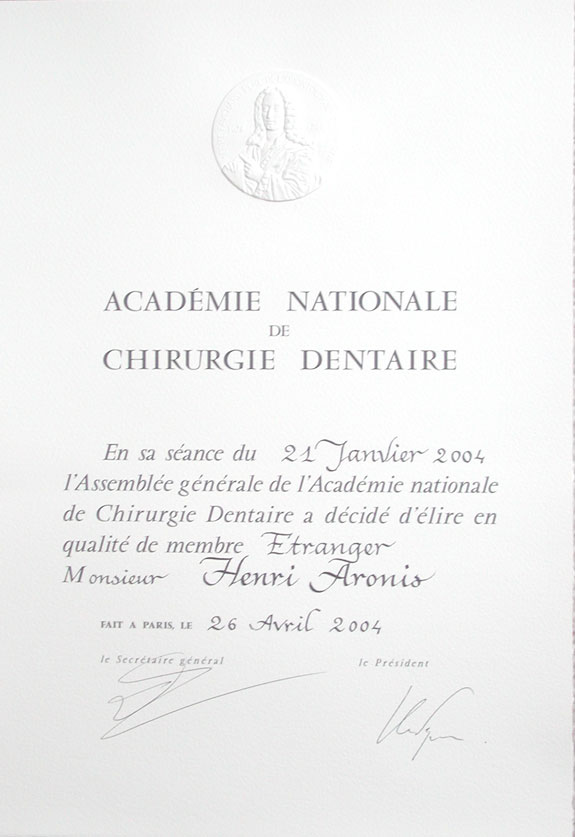 ACADÉMIE NATIONALE
DE
CHIRURGIE DENTAIRE
En sa séance du 21 Janvier 2004
l'Assemblée générale de l'Académie nationale
de Chirurgie Dentaire a décidé d'élire en
qualité de membre Etranger
Monsieur Henri Aronis
FAIT A PARIS, LE 26 Avril 2004
le Secrétaire général le Président